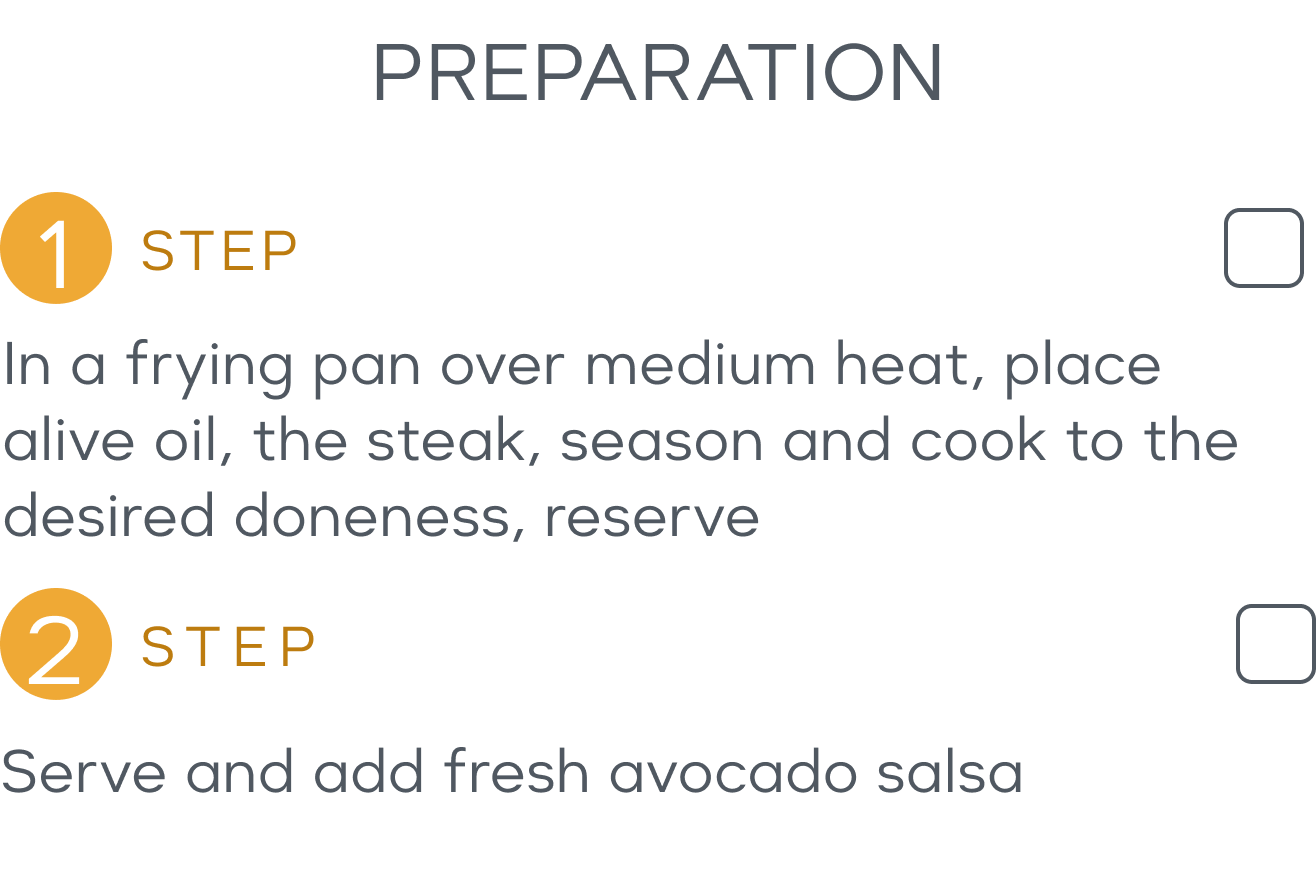 PREPARATION
1 STEP
In a frying pan over medium heat, place
alive oil, the steak, season and cook to the
desired doneness, reserve
2 STEP
Serve and add fresh avocado salsa